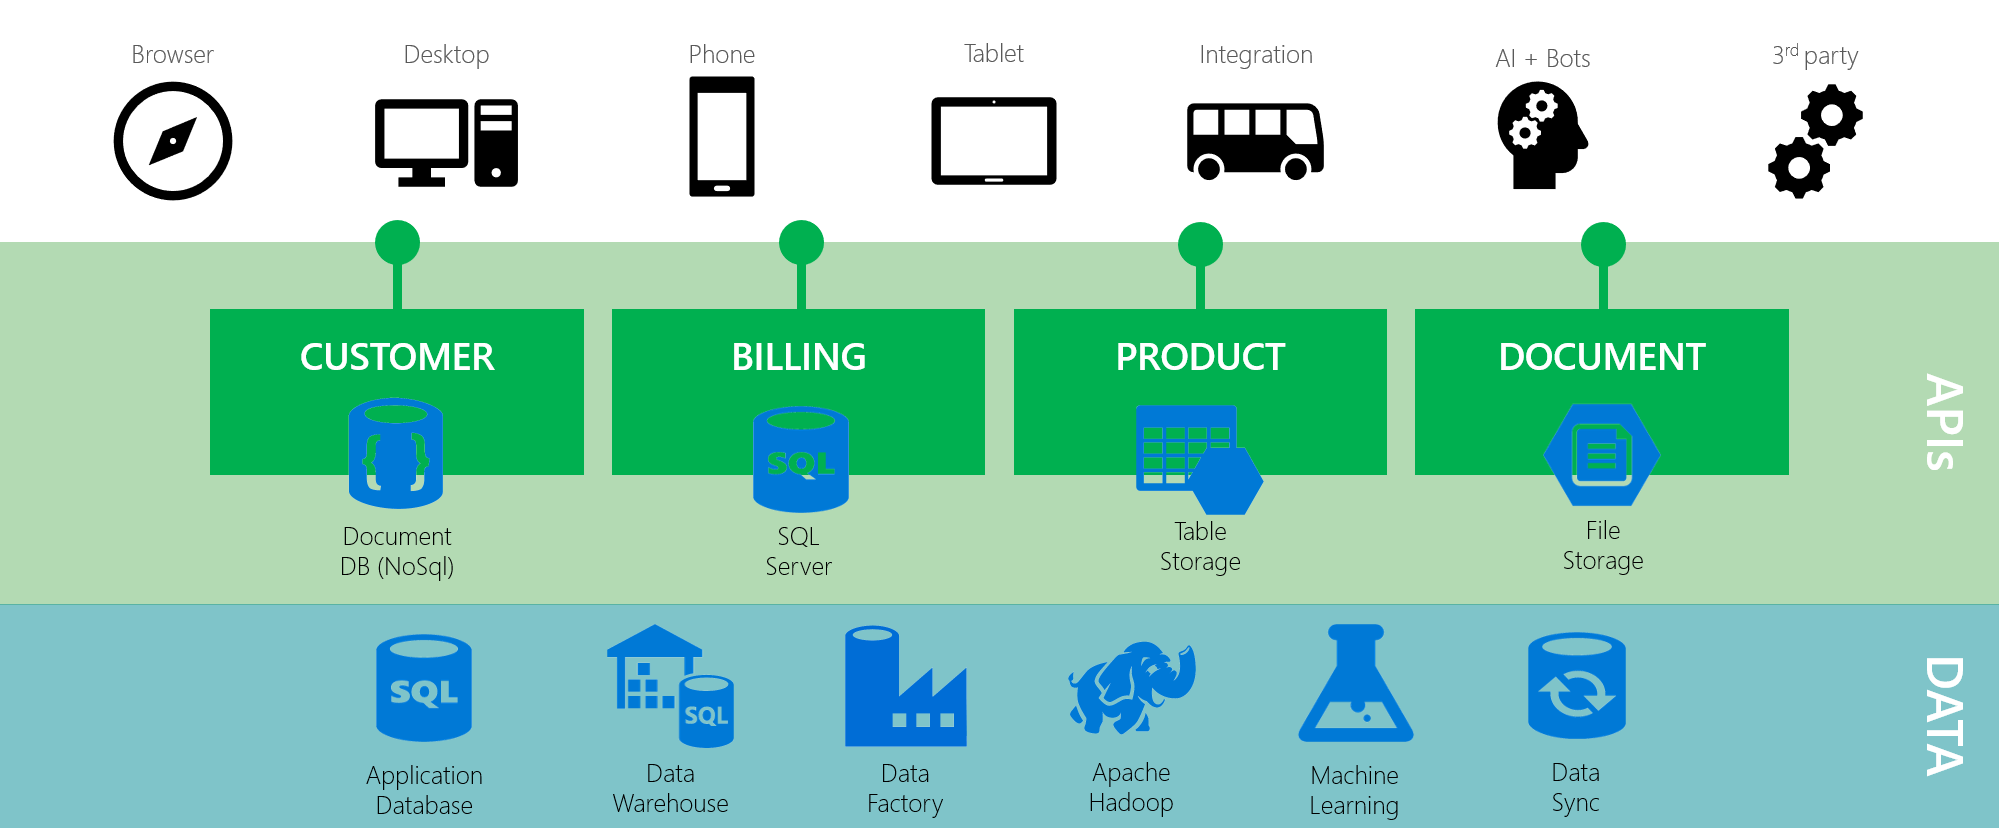 Browser
Desktop
Phone
Tablet
Integration
AI + Bots
3rd party
CUSTOMER
BILLING
PRODUCT
DOCUMENT
{ }
SQL
Document
DB (NoSql)
SQL
Server
Table
Storage
File
Storage
APIs
SQL
SQL
Application
Database
Data
Warehouse
Data
Factory
Apache
Hadoop
Machine
Learning
Data
Sync
DATA